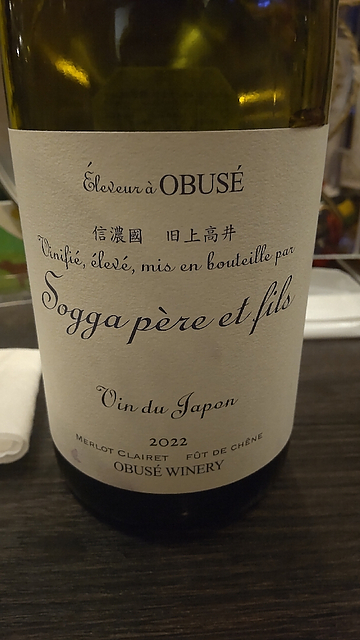 Éleveur à OBUSÉ
信濃國 旧上高井
Vinifié, élevé, mis en bouteille par
Sogga père et fils
Vin du Japon
2022
MERLOT CLAIRET FÛT DE CHÊNE
OBUSÉ WINERY